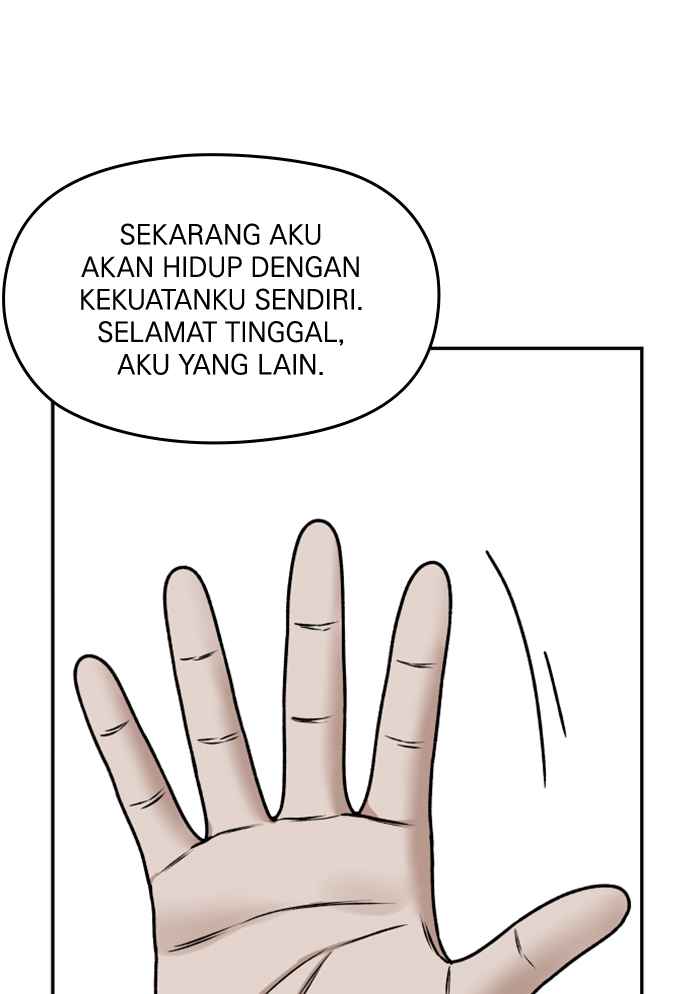 SEKARANG AKU
AKAN HIDUP DENGAN
KEKUATANKU SENDIRI.
SELAMAT TINGGAL,
AKU YANG LAIN.